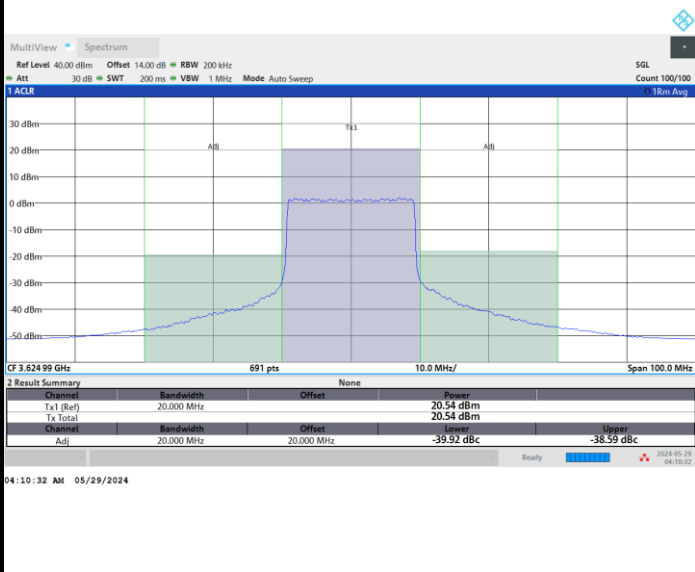 MultiView Spectrum
Ref Level 40.00 dBm Offset 14.00 dB RBW 200 kHz SGL
Att 30 dB SWT 200 ms VBW 1 MHz Mode Auto Sweep Count 100/100
1 ACLR 1Rm Avg
30 dBm
Tx1
20 dBm Adj Adj
10 dBm
0 dBm
-10 dBm
-20 dBm
-30 dBm
-40 dBm
-50 dBm
CF 3.62499 GHz 691 pts 10.0 MHz/ Span 100.0 MHz
2 Result Summary None
Channel Bandwidth Offset Power
Tx1 (Ref) 20.000 MHz 20.54 dBm
Tx Total 20.54 dBm
Channel Bandwidth Offset Lower Upper
Adj 20.000 MHz 20.000 MHz -39.92 dBc -38.59 dBc
Ready 2024-05-29
04:10:32
04:10:32 AM 05/29/2024